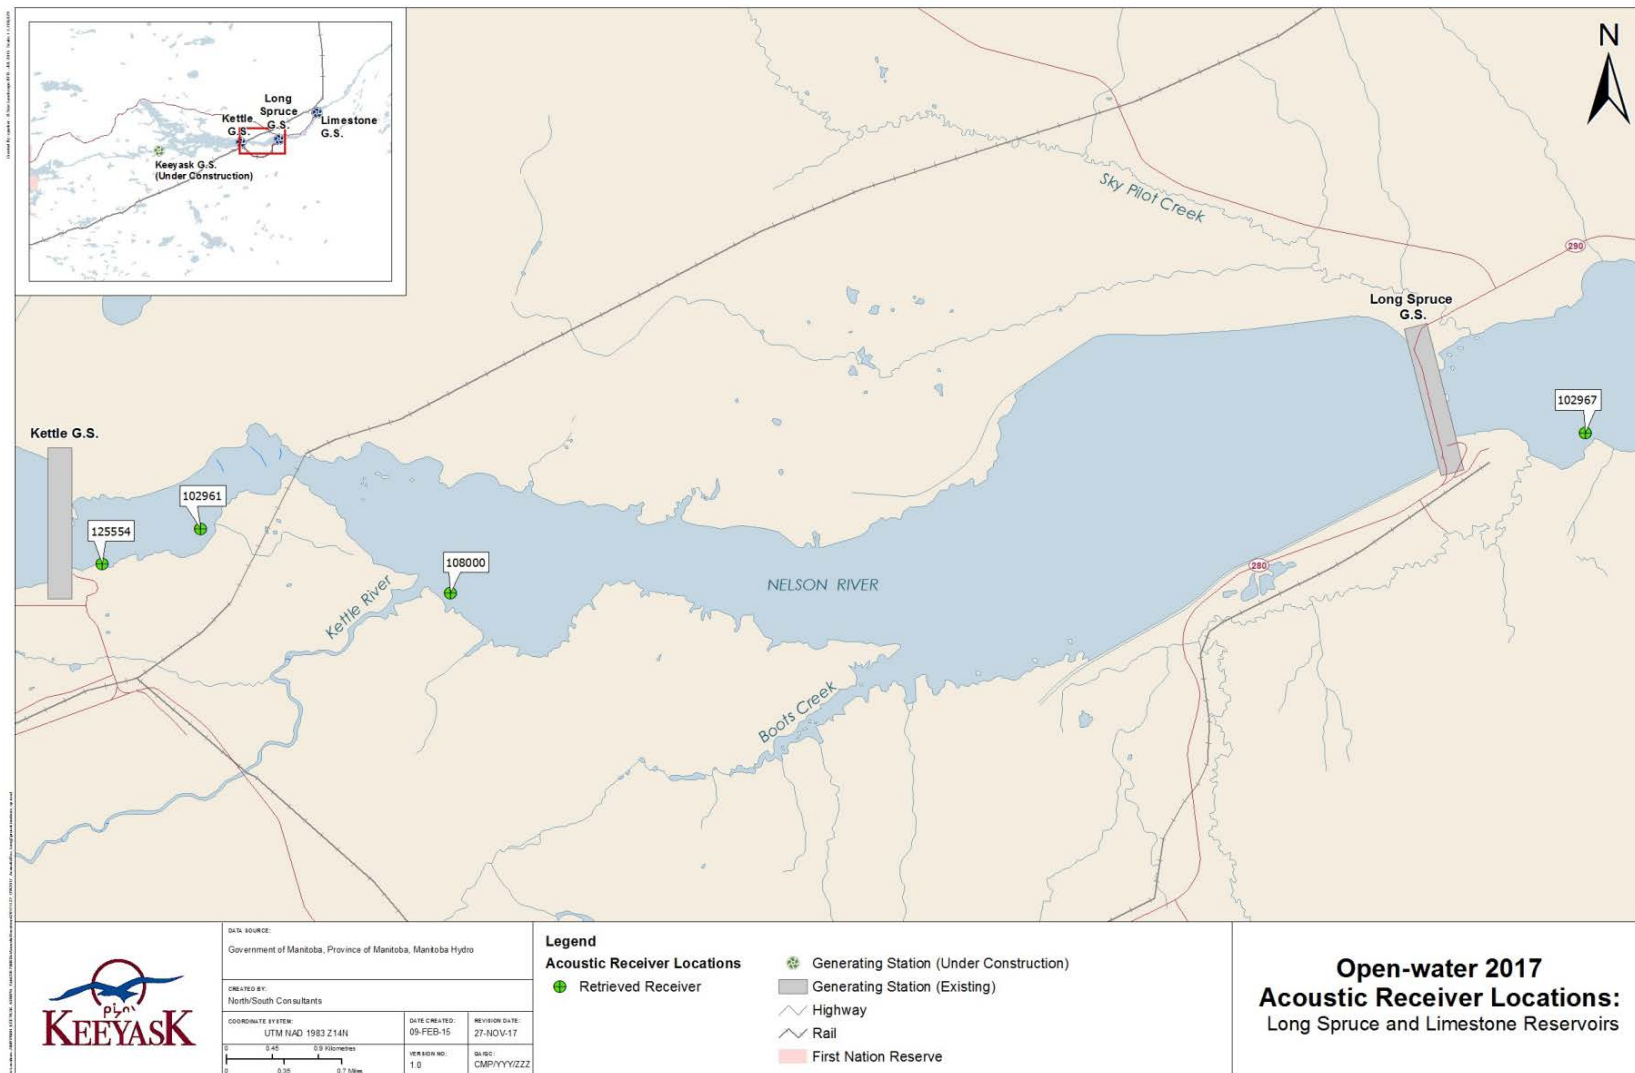 Kettle
G.S.
Long
Spruce
G.S.
Limestone
G.S.
Keeyask G.S.
(Under Construction)
N
Sky Pilot Creek
290
Long Spruce
G.S.
102967
Kettle G.S.
102961
125554
108000
NELSON RIVER
280
Kettle River
Boots Creek
KEEYASK
DATA SOURCE:
Government of Manitoba, Province of Manitoba, Manitoba Hydro
CREATED BY:
North/South Consultants
COORDINATE SYSTEM:
UTM NAD 1983 Z14N
DATE CREATED:
09-FEB-15
REVISION DATE:
27-NOV-17
0 0.45 0.9 Kilometres
0 0.35 0.7 Miles
VERSION NO:
1.0
QA/QC:
CMP/YYY/ZZZ
Legend
Acoustic Receiver Locations
Retrieved Receiver
Generating Station (Under Construction)
Generating Station (Existing)
Highway
Rail
First Nation Reserve
Open-water 2017
Acoustic Receiver Locations:
Long Spruce and Limestone Reservoirs